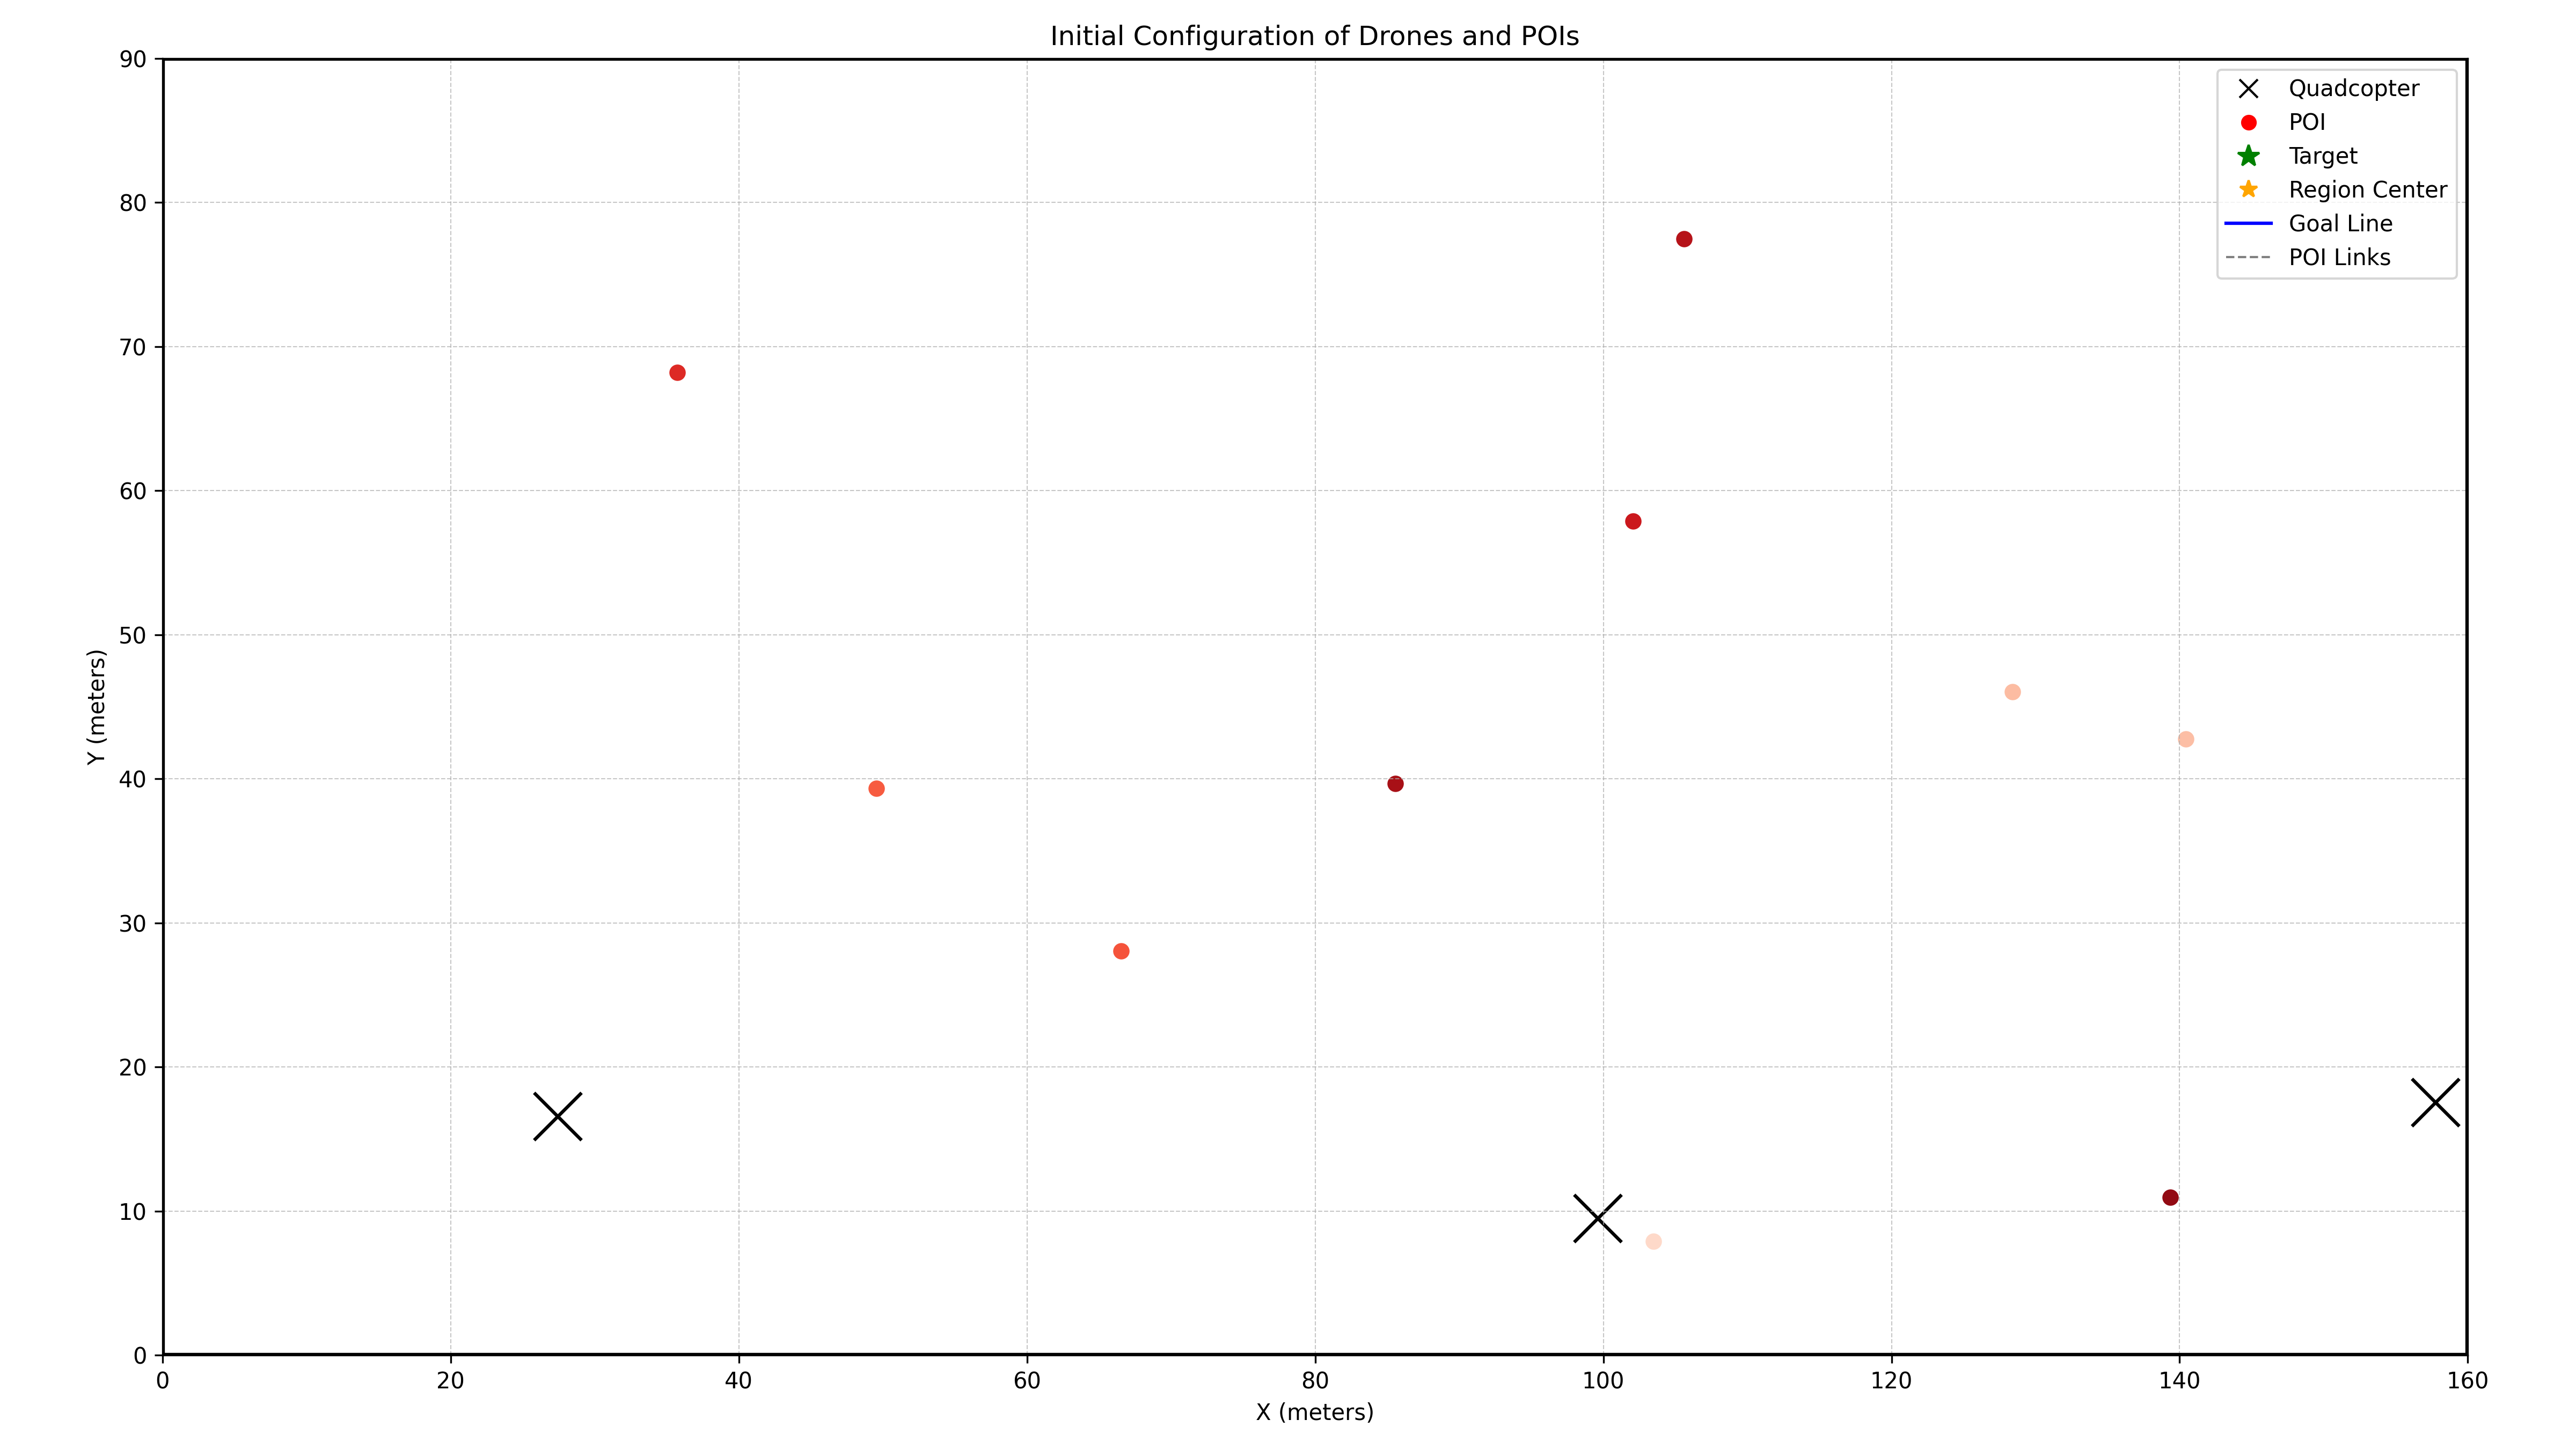 Initial Configuration of Drones and POIs
Quadcopter
POI
Target
Region Center
Goal Line
POI Links
Y (meters)
90
80
70
60
50
40
30
20
10
0
0 20 40 60 80 100 120 140 160
X (meters)